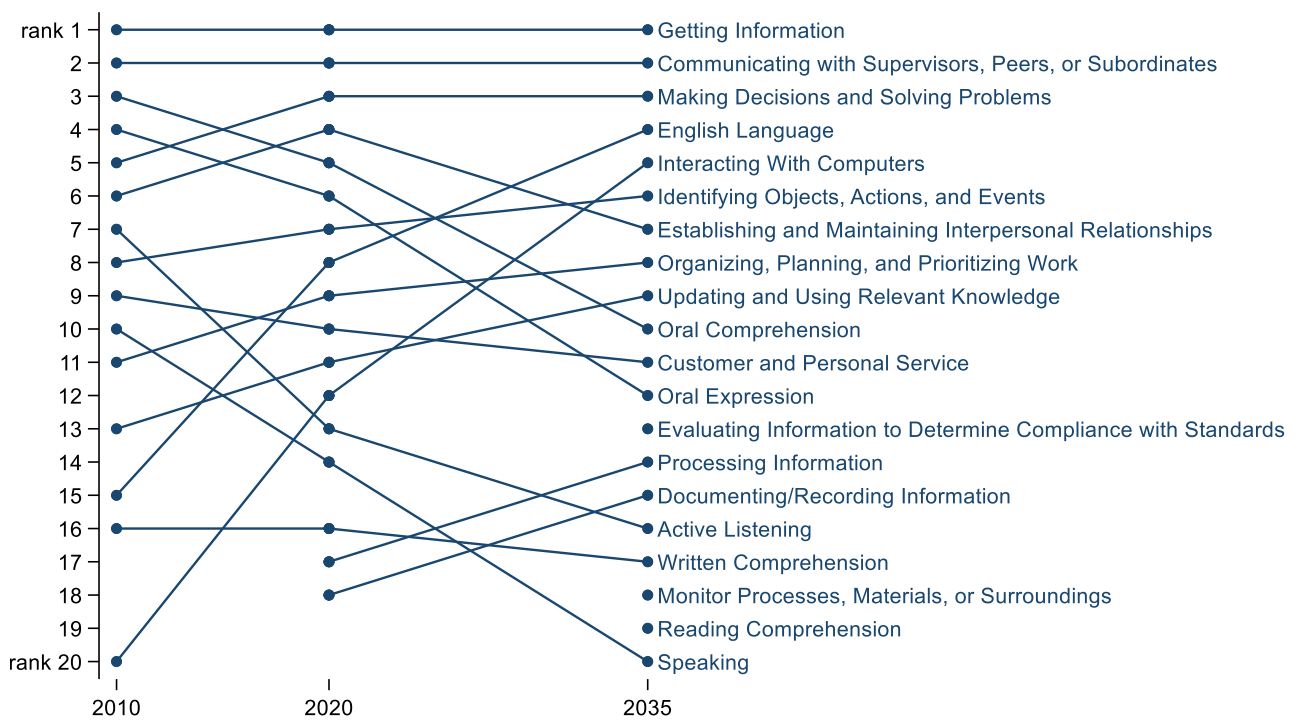 rank 1 Getting Information
2 Communicating with Supervisors, Peers, or Subordinates
3 Making Decisions and Solving Problems
4 English Language
5 Interacting With Computers
6 Identifying Objects, Actions, and Events
7 Establishing and Maintaining Interpersonal Relationships
8 Organizing, Planning, and Prioritizing Work
9 Updating and Using Relevant Knowledge
10 Oral Comprehension
11 Customer and Personal Service
12 Oral Expression
13 Evaluating Information to Determine Compliance with Standards
14 Processing Information
15 Documenting/Recording Information
16 Active Listening
17 Written Comprehension
18 Monitor Processes, Materials, or Surroundings
19 Reading Comprehension
rank 20 Speaking
2010 2020 2035